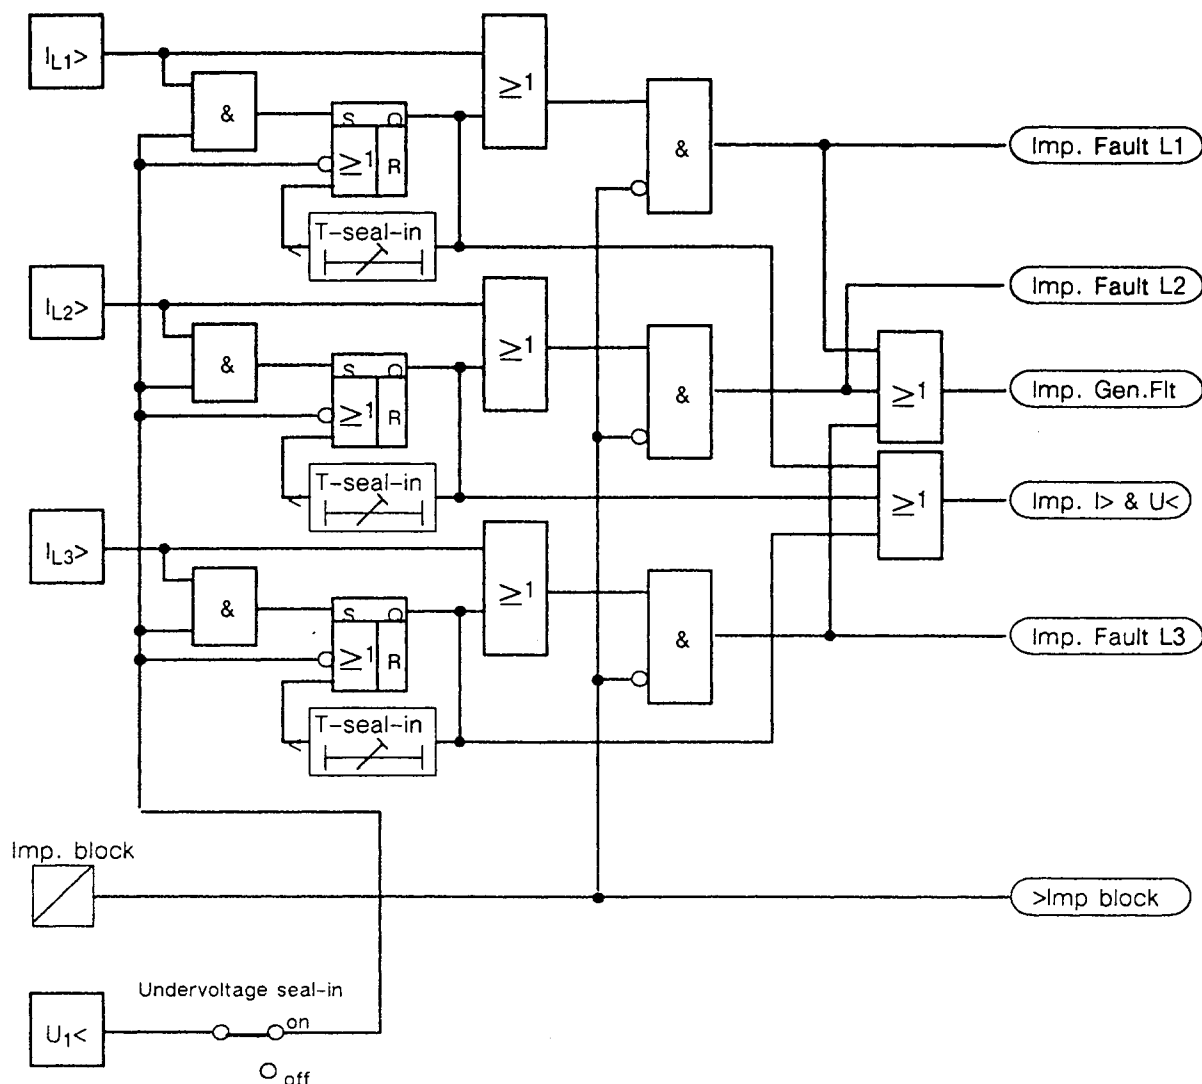 IL1>
≥1
&
S Q
&
Imp. Fault L1
≥1 R
T-seal-in
IL2>
Imp. Fault L2
≥1
&
S Q
&
≥1
Imp. Gen.Flt
≥1 R
T-seal-in
≥1
Imp. I> & U<
IL3>
≥1
&
S Q
&
Imp. Fault L3
≥1 R
T-seal-in
Imp. block
>Imp block
Undervoltage seal-in
U1<
on
off